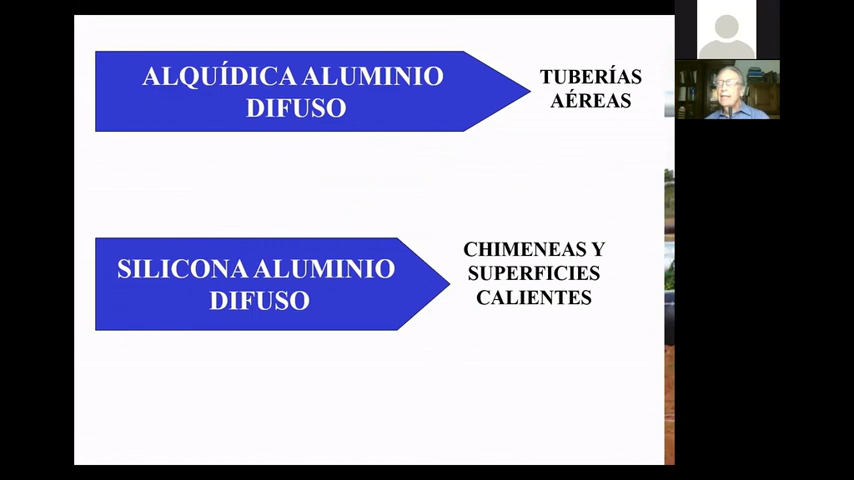 ALQUÍDICA ALUMINIO
DIFUSO
TUBERÍAS
AÉREAS
SILICONA ALUMINIO
DIFUSO
CHIMENEAS Y
SUPERFICIES
CALIENTES